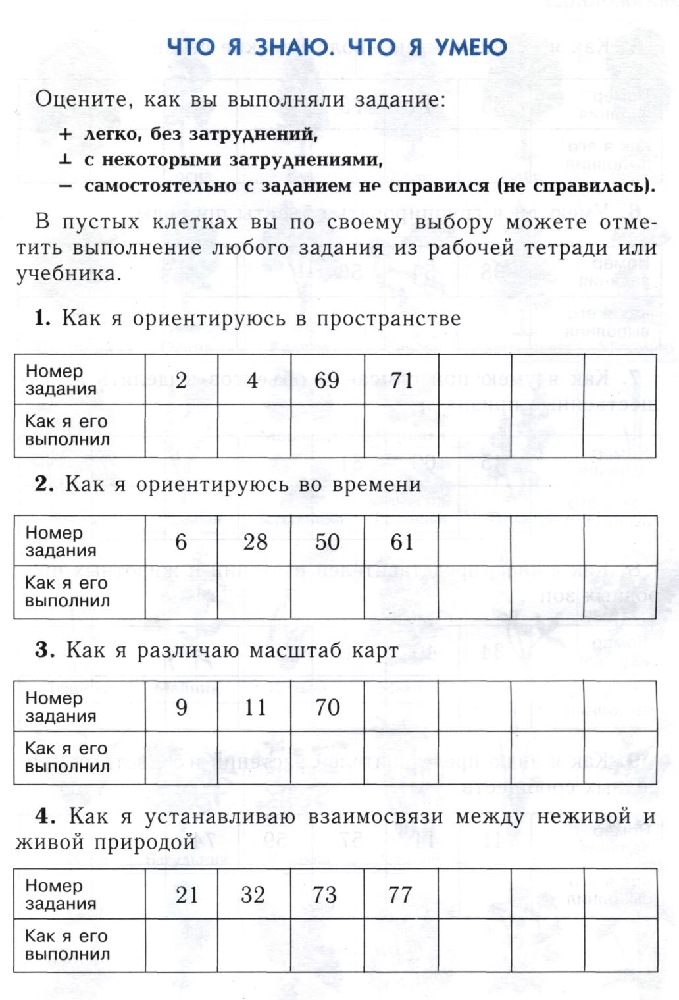 ЧТО Я ЗНАЮ. ЧТО Я УМЕЮ
Оцените, как вы выполняли задание:
+ легко, без затруднений,
⊥ с некоторыми затруднениями,
− самостоятельно с заданием не справился (не справилась).
В пустых клетках вы по своему выбору можете отме-
тить выполнение любого задания из рабочей тетради или
учебника.
1. Как я ориентируюсь в пространстве
Номер
задания 2 4 69 71
Как я его
выполнил
2. Как я ориентируюсь во времени
Номер
задания 6 28 50 61
Как я его
выполнил
3. Как я различаю масштаб карт
Номер
задания 9 11 70
Как я его
выполнил
4. Как я устанавливаю взаимосвязи между неживой и
живой природой
Номер
задания 21 32 73 77
Как я его
выполнил